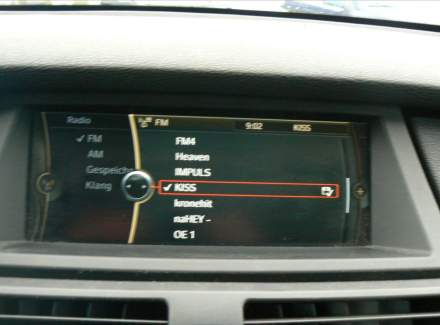 Radio
FM 9:02 KISS
✓ FM
AM
Gespeich
Klang
FM4
Heaven
IMPULS
✓ KISS
kronehit
naHEY -
OE 1